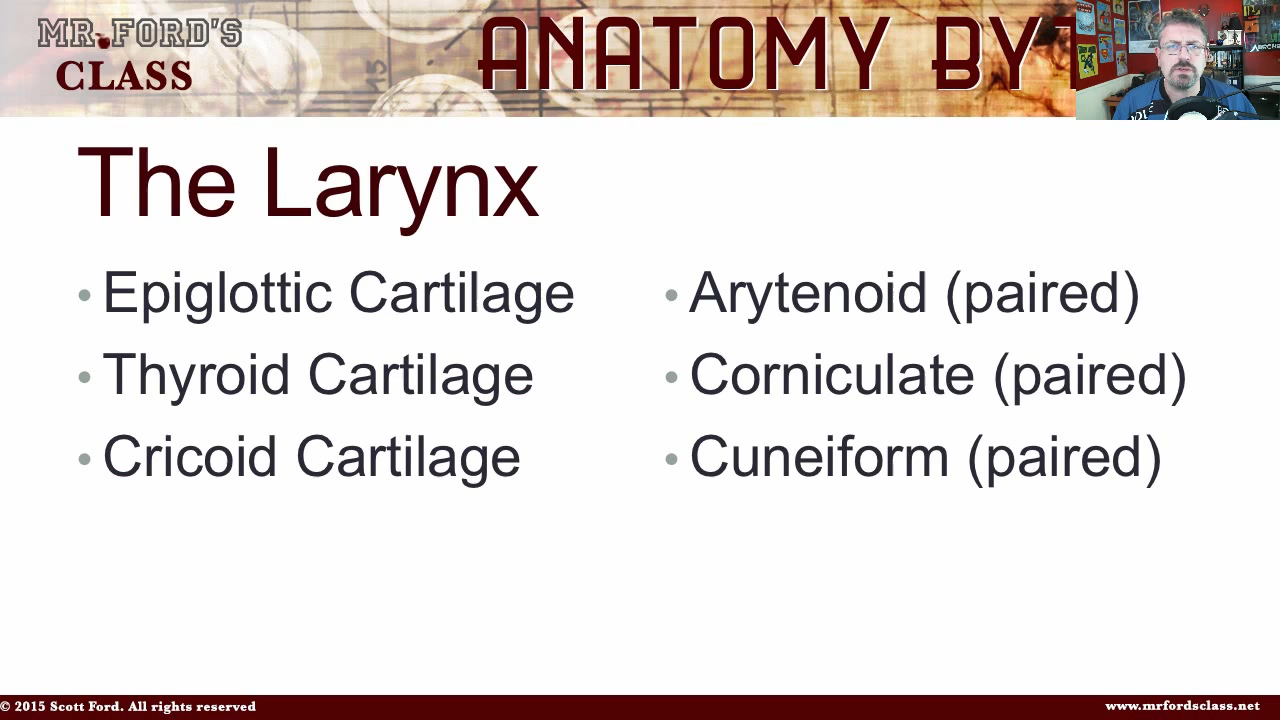 MR. FORD'S
CLASS
ANATOMY
The Larynx
• Epiglottic Cartilage
• Thyroid Cartilage
• Cricoid Cartilage
• Arytenoid (paired)
• Corniculate (paired)
• Cuneiform (paired)
© 2015 Scott Ford. All rights reserved
www.mrfordsclass.net